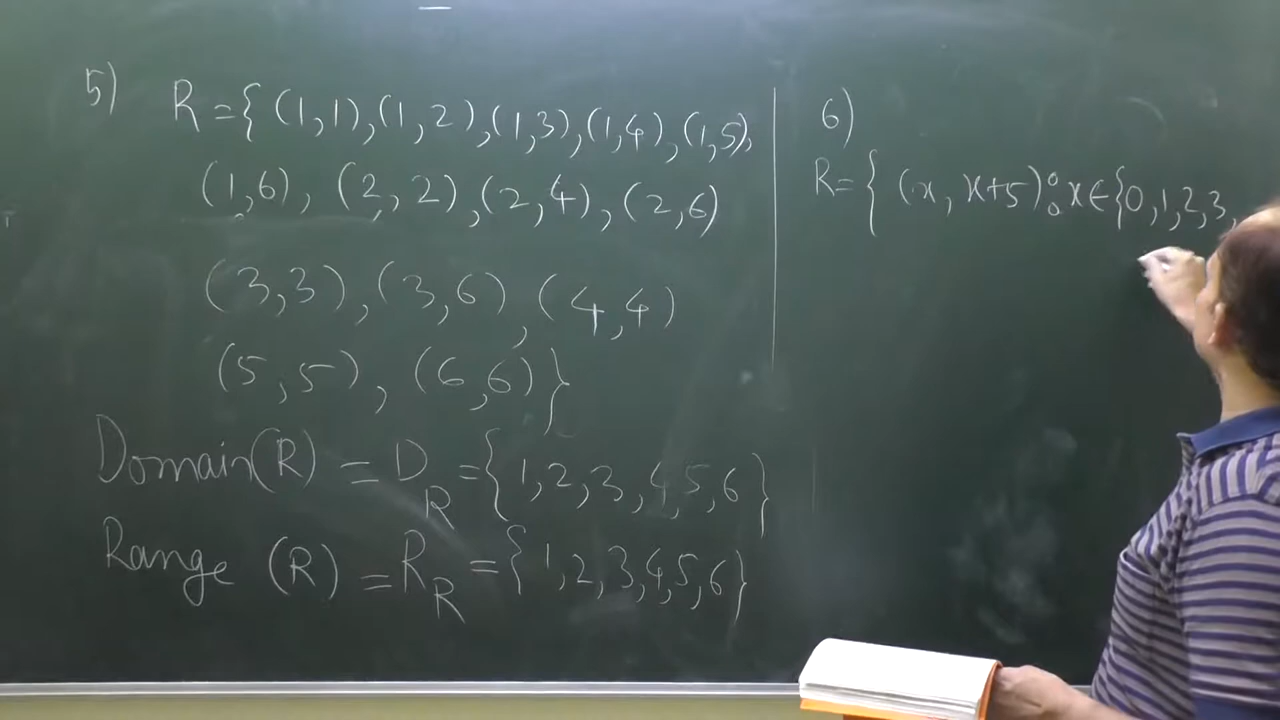 5) R = { (1,1),(1,2),(1,3),(1,4),(1,5),
(1,6), (2,2),(2,4),(2,6)
(3,3),(3,6),(4,4)
(5,5),(6,6)}
Domain(R) = D_R = {1,2,3,4,5,6}
Range (R) = R_R = {1,2,3,4,5,6}
6)
R = { (x, x+5) : x ∈ {0,1,2,3,